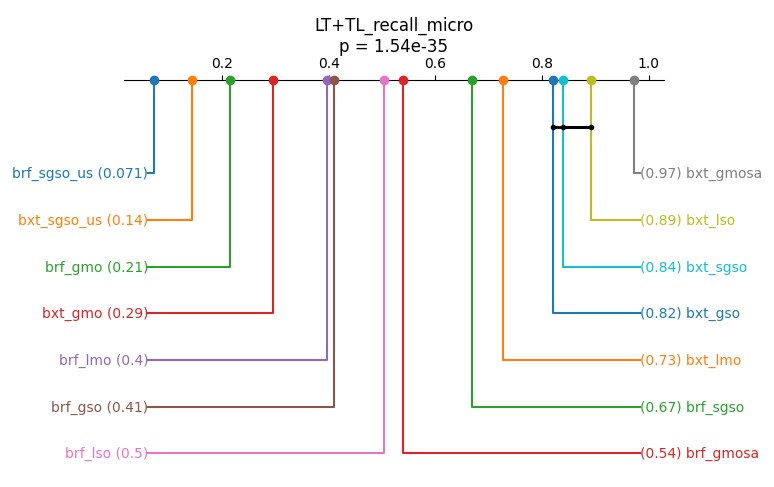 LT+TL_recall_micro
p = 1.54e-35
0.2 0.4 0.6 0.8 1.0
brf_sgso_us (0.071) (0.97) bxt_gmosa
bxt_sgso_us (0.14) (0.89) bxt_lso
brf_gmo (0.21) (0.84) bxt_sgso
bxt_gmo (0.29) (0.82) bxt_gso
brf_lmo (0.4) (0.73) bxt_lmo
brf_gso (0.41) (0.67) brf_sgso
brf_lso (0.5) (0.54) brf_gmosa